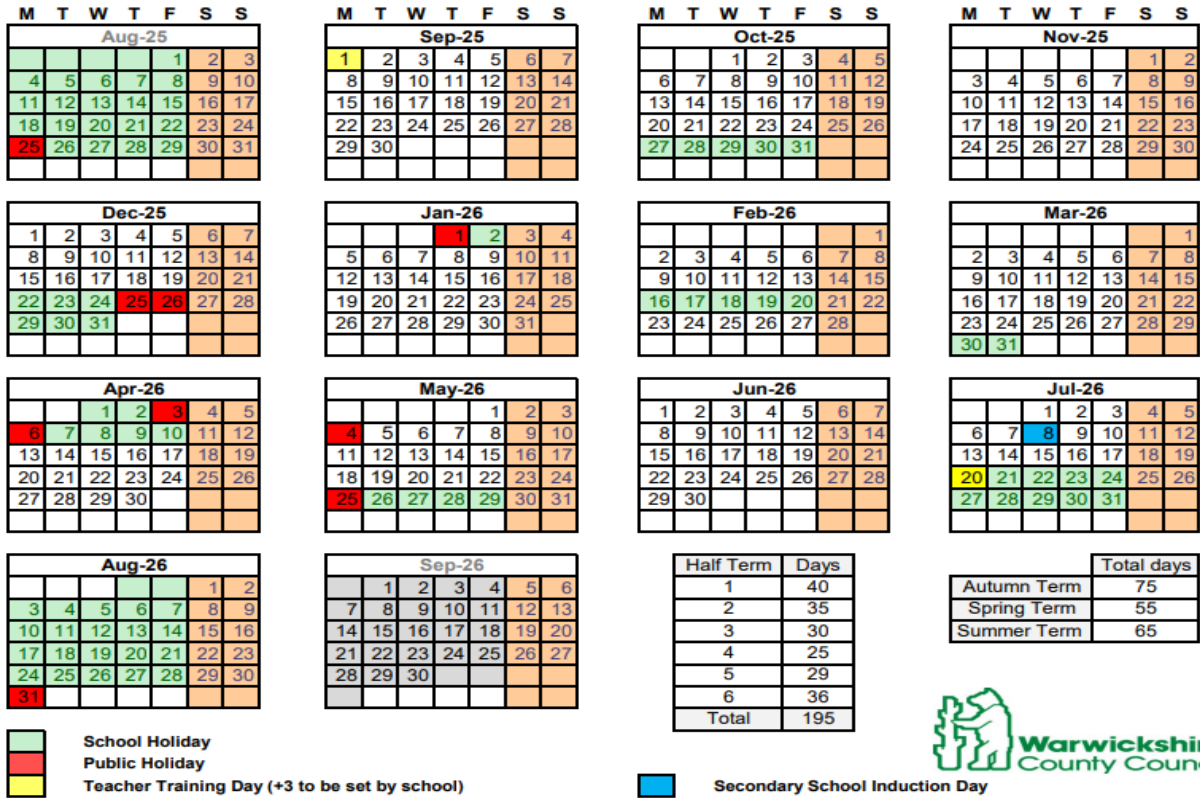 M T W T F S S
Aug-25
1 2 3
4 5 6 7 8 9 10
11 12 13 14 15 16 17
18 19 20 21 22 23 24
25 26 27 28 29 30 31
M T W T F S S
Sep-25
1 2 3 4 5 6 7
8 9 10 11 12 13 14
15 16 17 18 19 20 21
22 23 24 25 26 27 28
29 30
M T W T F S S
Oct-25
1 2 3 4 5
6 7 8 9 10 11 12
13 14 15 16 17 18 19
20 21 22 23 24 25 26
27 28 29 30 31
M T W T F S S
Nov-25
1 2
3 4 5 6 7 8 9
10 11 12 13 14 15 16
17 18 19 20 21 22 23
24 25 26 27 28 29 30
Dec-25
1 2 3 4 5 6 7
8 9 10 11 12 13 14
15 16 17 18 19 20 21
22 23 24 25 26 27 28
29 30 31
Jan-26
1 2 3 4
5 6 7 8 9 10 11
12 13 14 15 16 17 18
19 20 21 22 23 24 25
26 27 28 29 30 31
Feb-26
1
2 3 4 5 6 7 8
9 10 11 12 13 14 15
16 17 18 19 20 21 22
23 24 25 26 27 28
Mar-26
1
2 3 4 5 6 7 8
9 10 11 12 13 14 15
16 17 18 19 20 21 22
23 24 25 26 27 28 29
30 31
Apr-26
1 2 3 4 5
6 7 8 9 10 11 12
13 14 15 16 17 18 19
20 21 22 23 24 25 26
27 28 29 30
May-26
1 2 3
4 5 6 7 8 9 10
11 12 13 14 15 16 17
18 19 20 21 22 23 24
25 26 27 28 29 30 31
Jun-26
1 2 3 4 5 6 7
8 9 10 11 12 13 14
15 16 17 18 19 20 21
22 23 24 25 26 27 28
29 30
Jul-26
1 2 3 4 5
6 7 8 9 10 11 12
13 14 15 16 17 18 19
20 21 22 23 24 25 26
27 28 29 30 31
Aug-26
1 2
3 4 5 6 7 8 9
10 11 12 13 14 15 16
17 18 19 20 21 22 23
24 25 26 27 28 29 30
31
Sep-26
1 2 3 4 5 6
7 8 9 10 11 12 13
14 15 16 17 18 19 20
21 22 23 24 25 26 27
28 29 30
Half Term Days
1 40
2 35
3 30
4 25
5 29
6 36
Total 195
Total days
Autumn Term 75
Spring Term 55
Summer Term 65
Warwickshir
County Counc
School Holiday
Public Holiday
Teacher Training Day (+3 to be set by school)
Secondary School Induction Day